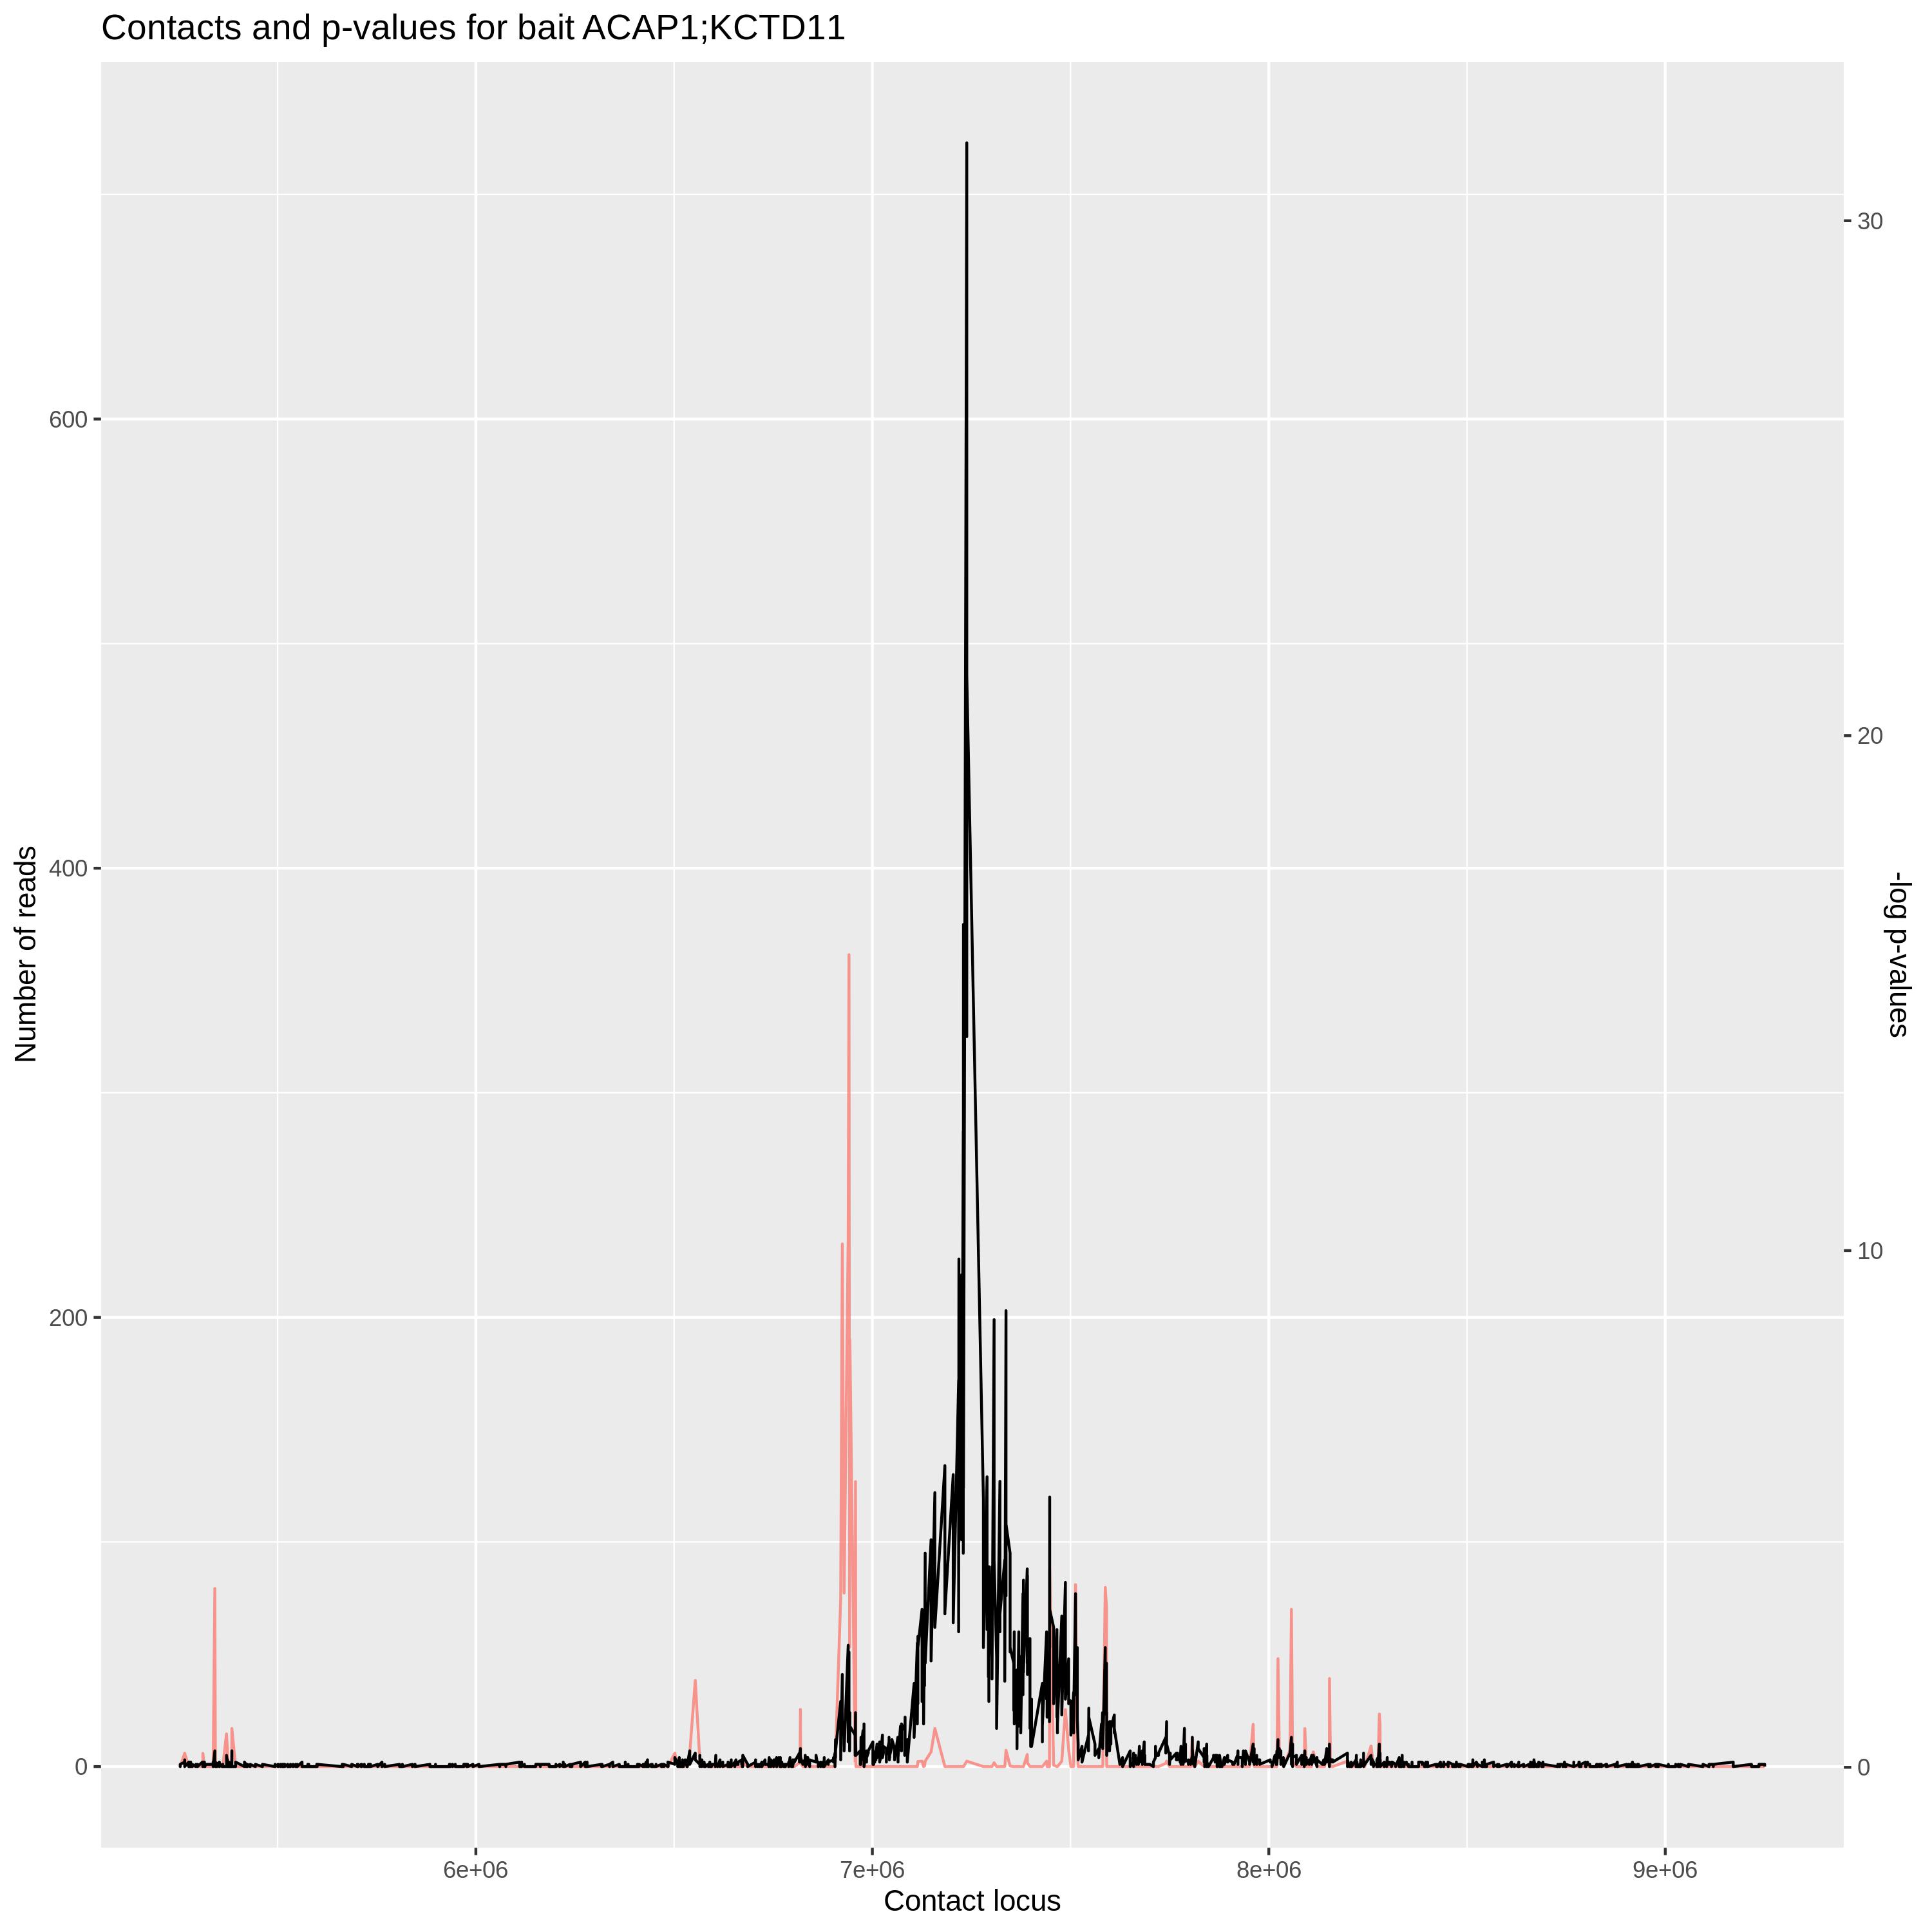 Contacts and p-values for bait ACAP1;KCTD11
600
400
200
0
Number of reads
30
20
10
0
-log p-values
6e+06
7e+06
8e+06
9e+06
Contact locus